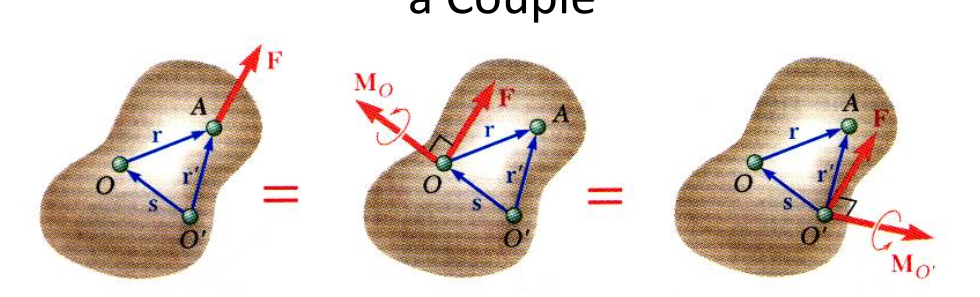 a Couple
F
A
r
O
r'
s
O'
=
M_O
F
A
r
O
r'
s
O'
=
A
F
r
O
r'
s
O'
M_O'